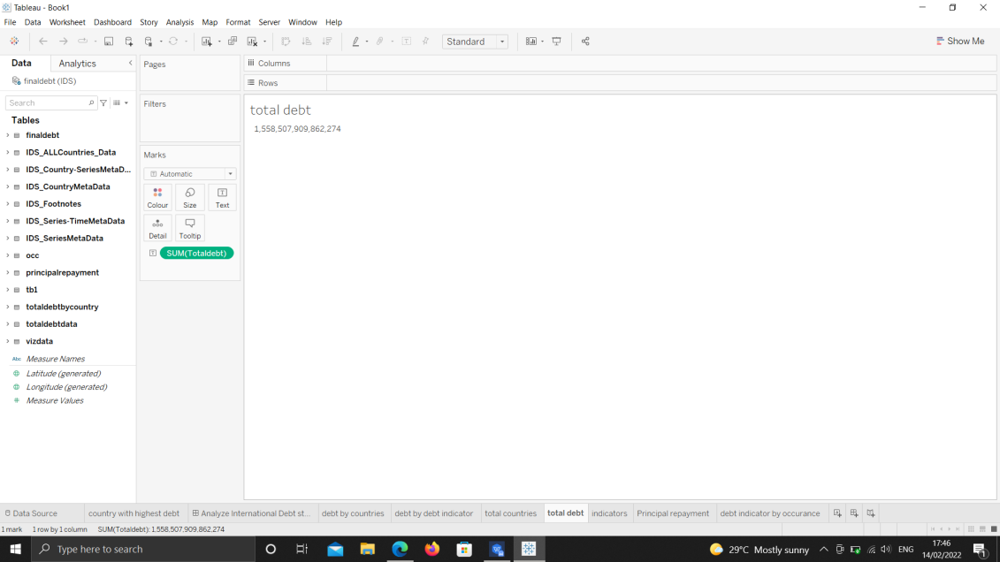 Tableau - Book1
File Data Worksheet Dashboard Story Analysis Map Format Server Window Help
Standard
Show Me
Data Analytics
finaldebt (IDS)
Search
Tables
finaldebt
IDS_ALLCountries_Data
IDS_Country-SeriesMetaD...
IDS_CountryMetaData
IDS_Footnotes
IDS_Series-TimeMetaData
IDS_SeriesMetaData
occ
principalrepayment
tb1
totaldebtbycountry
totaldebtdata
vizdata
Abc Measure Names
Latitude (generated)
Longitude (generated)
Measure Values
Pages
Filters
Marks
Automatic
Colour Size Text
Detail Tooltip
SUM(Totaldebt)
Columns
Rows
total debt
1,558,507,909,862,274
Data Source country with highest debt Analyze International Debt st... debt by countries debt by debt indicator total countries total debt indicators Principal repayment debt indicator by occurance
1 mark 1 row by 1 column SUM(Totaldebt): 1,558,507,909,862,274
Type here to search
29°C Mostly sunny
ENG
17:46
14/02/2022
1